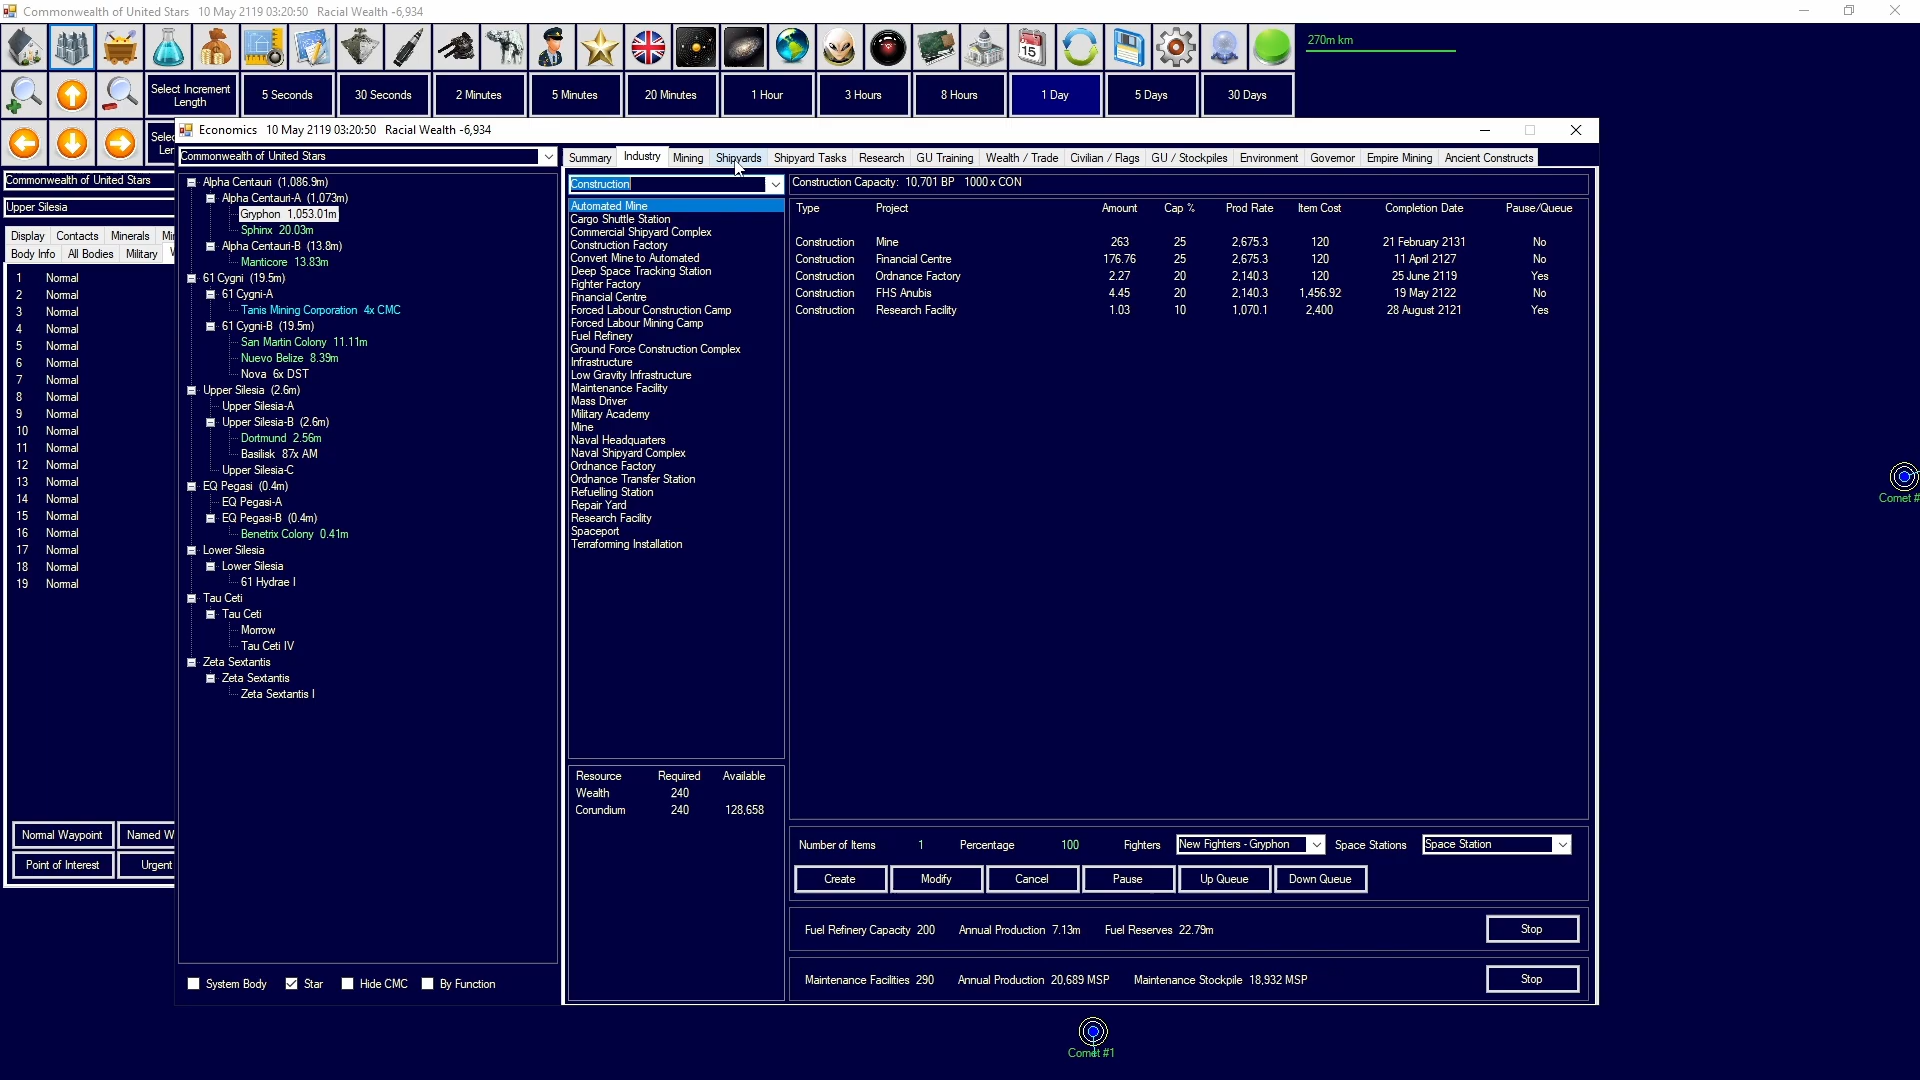 Commonwealth of United Stars 10 May 2119 03:20:50 Racial Wealth -6,934
270m km
Select Increment Length
5 Seconds
30 Seconds
2 Minutes
5 Minutes
20 Minutes
1 Hour
3 Hours
8 Hours
1 Day
5 Days
30 Days
Economics 10 May 2119 03:20:50 Racial Wealth -6,934
Commonwealth of United Stars
Upper Silesia
Display Contacts Minerals
Body Info All Bodies Military
1 Normal
2 Normal
3 Normal
4 Normal
5 Normal
6 Normal
7 Normal
8 Normal
9 Normal
10 Normal
11 Normal
12 Normal
13 Normal
14 Normal
15 Normal
16 Normal
17 Normal
18 Normal
19 Normal
Normal Waypoint Named W
Point of Interest Urgent
Commonwealth of United Stars
Alpha Centauri (1,086.9m)
Alpha Centauri-A (1,073m)
Gryphon 1,053.01m
Sphinx 20.03m
Alpha Centauri-B (13.8m)
Manticore 13.83m
61 Cygni (19.5m)
61 Cygni-A
Tanis Mining Corporation 4x CMC
61 Cygni-B (19.5m)
San Martin Colony 11.11m
Nuevo Belize 8.39m
Nova 6x DST
Upper Silesia (2.6m)
Upper Silesia-A
Upper Silesia-B (2.6m)
Dortmund 2.56m
Basilisk 87x AM
Upper Silesia-C
EQ Pegasi (0.4m)
EQ Pegasi-A
EQ Pegasi-B (0.4m)
Benetrix Colony 0.41m
Lower Silesia
Lower Silesia
61 Hydrae I
Tau Ceti
Tau Ceti
Morrow
Tau Ceti IV
Zeta Sextantis
Zeta Sextantis
Zeta Sextantis I
System Body Star Hide CMC By Function
Summary Industry Mining Shipyards Shipyard Tasks Research GU Training Wealth / Trade Civilian / Flags GU / Stockpiles Environment Governor Empire Mining Ancient Constructs
Construction
Automated Mine
Cargo Shuttle Station
Commercial Shipyard Complex
Construction Factory
Convert Mine to Automated
Deep Space Tracking Station
Fighter Factory
Financial Centre
Forced Labour Construction Camp
Forced Labour Mining Camp
Fuel Refinery
Ground Force Construction Complex
Infrastructure
Low Gravity Infrastructure
Maintenance Facility
Mass Driver
Military Academy
Mine
Naval Headquarters
Naval Shipyard Complex
Ordnance Factory
Ordnance Transfer Station
Refuelling Station
Repair Yard
Research Facility
Spaceport
Terraforming Installation
Resource Required Available
Wealth 240
Corundium 240 128,658
Construction Capacity: 10,701 BP 1000 x CON
Type Project Amount Cap % Prod Rate Item Cost Completion Date Pause/Queue
Construction Mine 263 25 2,675.3 120 21 February 2131 No
Construction Financial Centre 176.76 25 2,675.3 120 11 April 2127 No
Construction Ordnance Factory 2.27 20 2,140.3 120 25 June 2119 Yes
Construction FHS Anubis 4.45 20 2,140.3 1,456.92 19 May 2122 No
Construction Research Facility 1.03 10 1,070.1 2,400 28 August 2121 Yes
Number of Items 1 Percentage 100 Fighters New Fighters - Gryphon Space Stations Space Station
Create Modify Cancel Pause Up Queue Down Queue
Fuel Refinery Capacity 200 Annual Production 7.13m Fuel Reserves 22.79m Stop
Maintenance Facilities 290 Annual Production 20,689 MSP Maintenance Stockpile 18,932 MSP Stop
Comet #
Comet #1